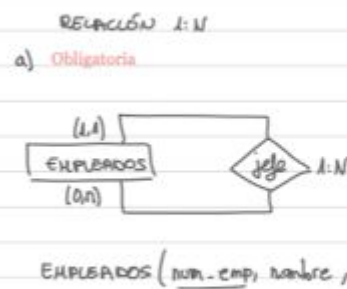 RELACIÓN 1:N
a) Obligatoria
(1,1)
EMPLEADOS
jefe 1:N
(0,n)
EMPLEADOS (num_emp, nombre,